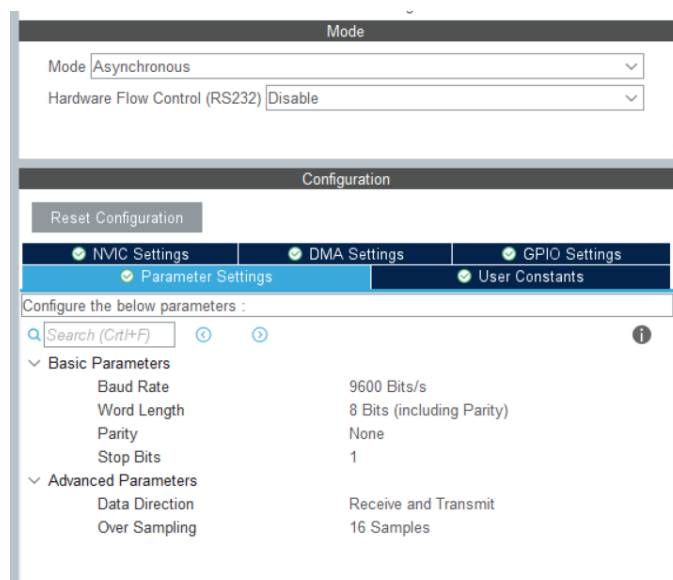 Mode
Mode Asynchronous
Hardware Flow Control (RS232) Disable
Configuration
Reset Configuration
NVIC Settings DMA Settings GPIO Settings
Parameter Settings User Constants
Configure the below parameters :
Search (Crtl+F)
Basic Parameters
Baud Rate 9600 Bits/s
Word Length 8 Bits (including Parity)
Parity None
Stop Bits 1
Advanced Parameters
Data Direction Receive and Transmit
Over Sampling 16 Samples